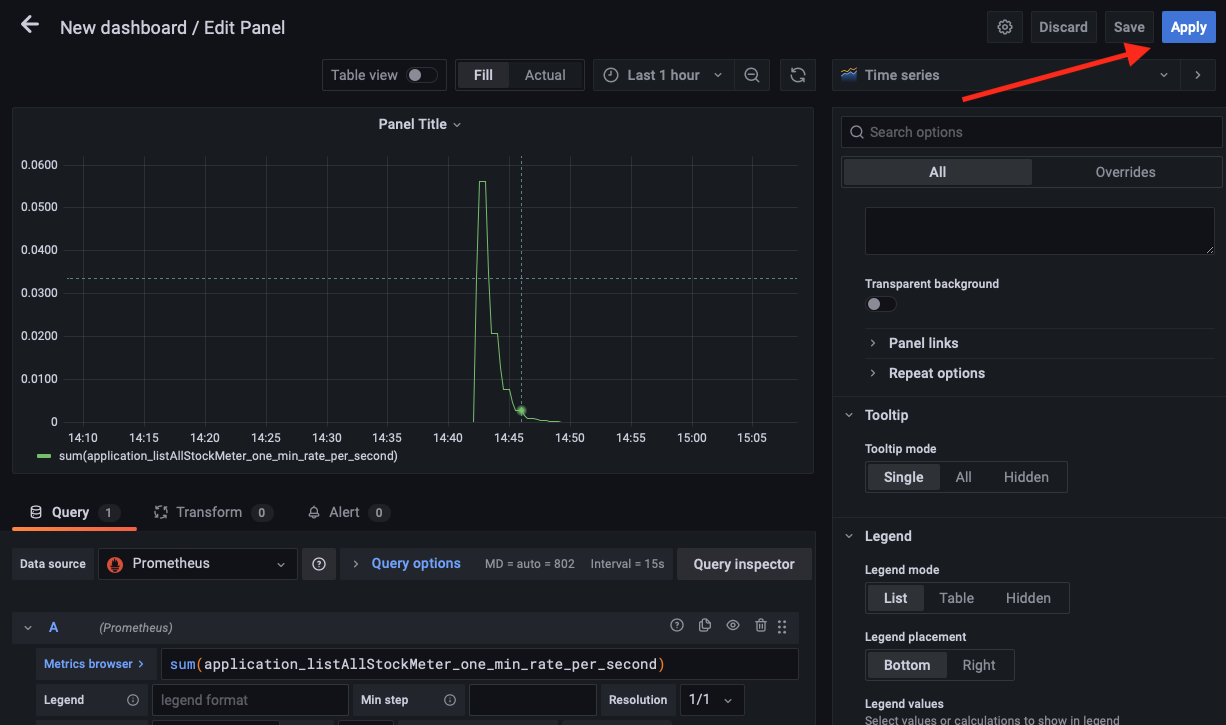 New dashboard / Edit Panel
Discard
Save
Apply
Table view
Fill
Actual
Last 1 hour
Time series
Panel Title
Search options
All
Overrides
0.0600
0.0500
0.0400
0.0300
0.0200
0.0100
0
14:10 14:15 14:20 14:25 14:30 14:35 14:40 14:45 14:50 14:55 15:00 15:05
sum(application_listAllStockMeter_one_min_rate_per_second)
Transparent background
Panel links
Repeat options
Tooltip
Tooltip mode
Single All Hidden
Legend
Legend mode
List Table Hidden
Legend placement
Bottom Right
Legend values
Select values or calculations to show in legend
Query 1
Transform 0
Alert 0
Data source
Prometheus
Query options
MD = auto = 802
Interval = 15s
Query inspector
A (Prometheus)
Metrics browser >
sum(application_listAllStockMeter_one_min_rate_per_second)
Legend
legend format
Min step
Resolution
1/1